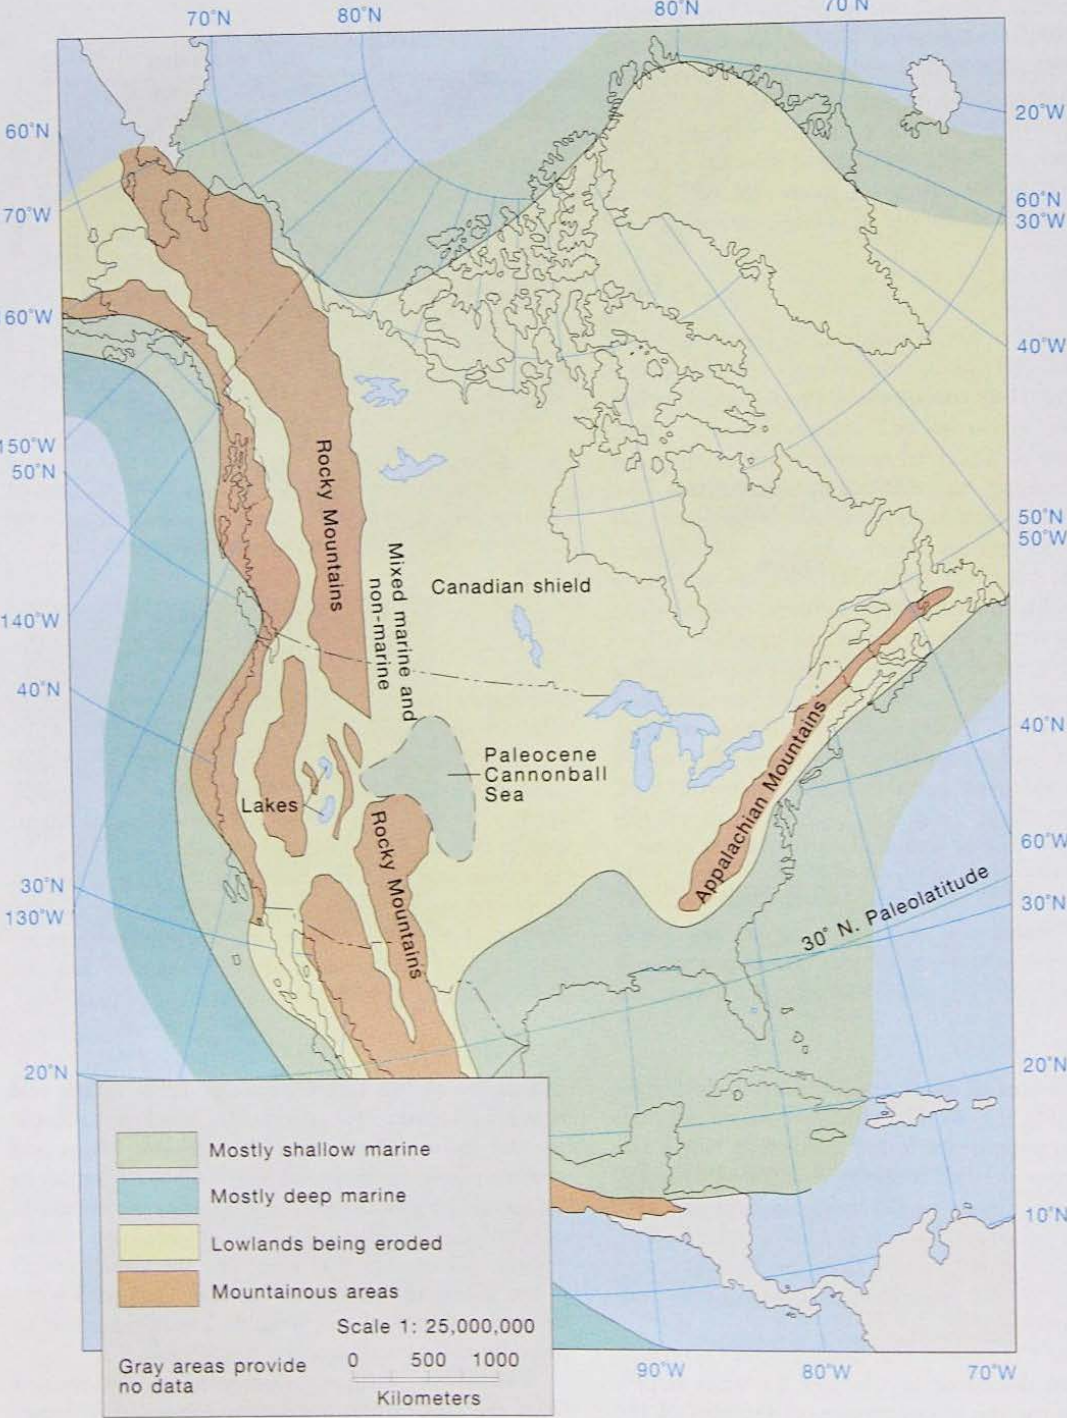 70°N
80°N
80°N
70°N
60°N
70°W
160°W
150°W
50°N
140°W
40°N
30°N
130°W
20°N
20°W
60°N
30°W
40°W
50°N
50°W
40°N
60°W
30°N
20°N
10°N
90°W
80°W
70°W
Rocky Mountains
Mixed marine and
non-marine
Canadian shield
Paleocene
Cannonball
Sea
Lakes
Rocky Mountains
Appalachian Mountains
30° N. Paleolatitude
Mostly shallow marine
Mostly deep marine
Lowlands being eroded
Mountainous areas
Scale 1: 25,000,000
Gray areas provide
no data
0 500 1000
Kilometers